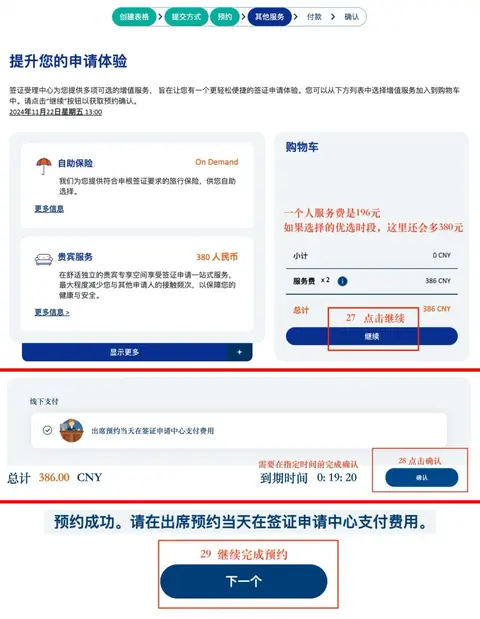 创建表格 提交方式 预约 其他服务 付款 确认
提升您的申请体验
签证受理中心为您提供多项可选的增值服务， 旨在让您有一个更轻松便捷的签证申请体验。您可以从下方列表中选择增值服务加入到购物车
中。请点击“继续”按钮以获取预约确认。
2024年11月22日星期五 13:00
自助保险 On Demand
我们为您提供符合申根签证要求的旅行保险，供您自助
选择。
更多信息
贵宾服务 380 人民币
在舒适独立的贵宾专享空间享受签证申请一站式服务，
最大程度减少您与其他申请人的接触频次，以保障您的
健康与安全。
更多信息 >
显示更多 +
购物车
一个人服务费是196元
如果选择的优选时段，这里还会多380元
小计 0 CNY
服务费 x 2 i 386 CNY
总计 386 CNY
27 点击继续
继续
线下支付
出席预约当天在签证申请中心支付费用
需要在指定时间前完成确认
28 点击确认
总计 386.00 CNY 到期时间 0: 19: 20
确认
预约成功。请在出席预约当天在签证申请中心支付费用。
29 继续完成预约
下一个